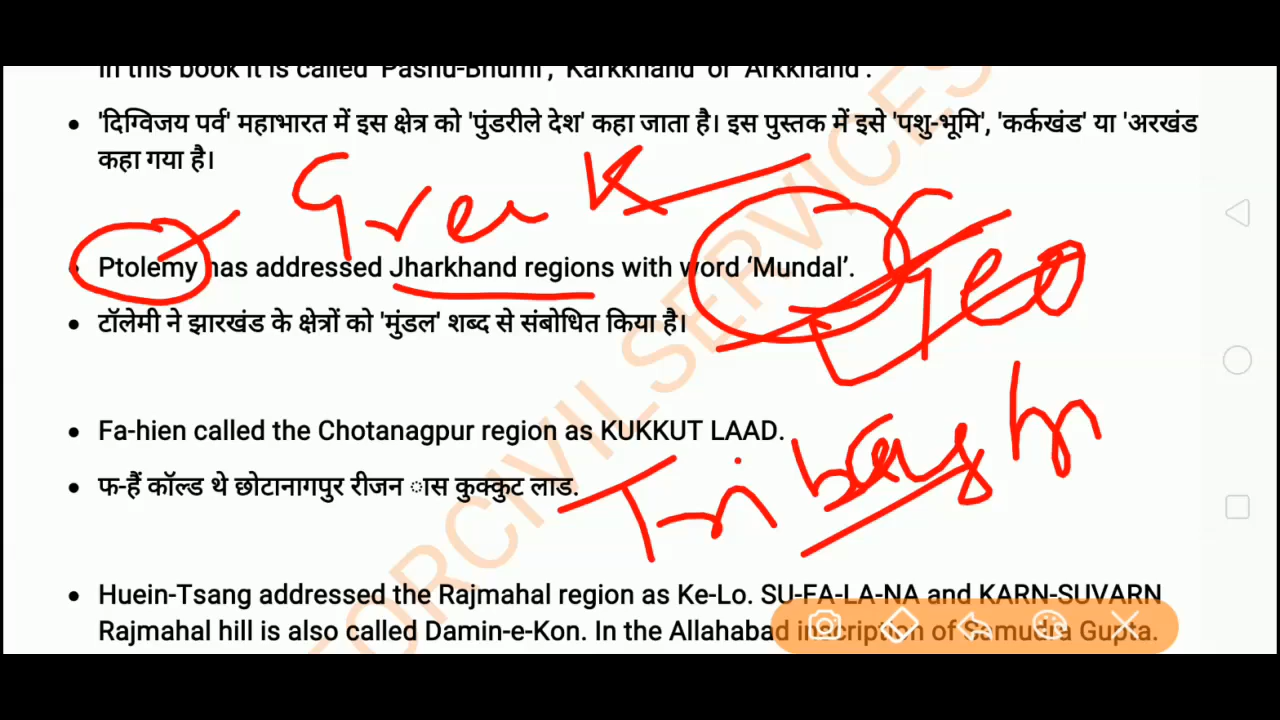 In this book it is called 'Pashu-Bhumi', 'Karkkhand' or 'Arkkhand'.
'दिग्विजय पर्व' महाभारत में इस क्षेत्र को 'पुंडरीले देश' कहा जाता है। इस पुस्तक में इसे 'पशु-भूमि', 'कर्कखंड' या 'अरखंड
कहा गया है।
Greek
Ptolemy has addressed Jharkhand regions with word ‘Mundal’.
Geo
टॉलेमी ने झारखंड के क्षेत्रों को 'मुंडल' शब्द से संबोधित किया है।
Fa-hien called the Chotanagpur region as KUKKUT LAAD.
फ-हैं कॉल्ड थे छोटानागपुर रीजन ास कुक्कुट लाड.
Huein-Tsang addressed the Rajmahal region as Ke-Lo. SU-FA-LA-NA and KARN-SUVARN
Rajmahal hill is also called Damin-e-Kon. In the Allahabad inscription of Samudra Gupta.
FORCIVILSERVICES